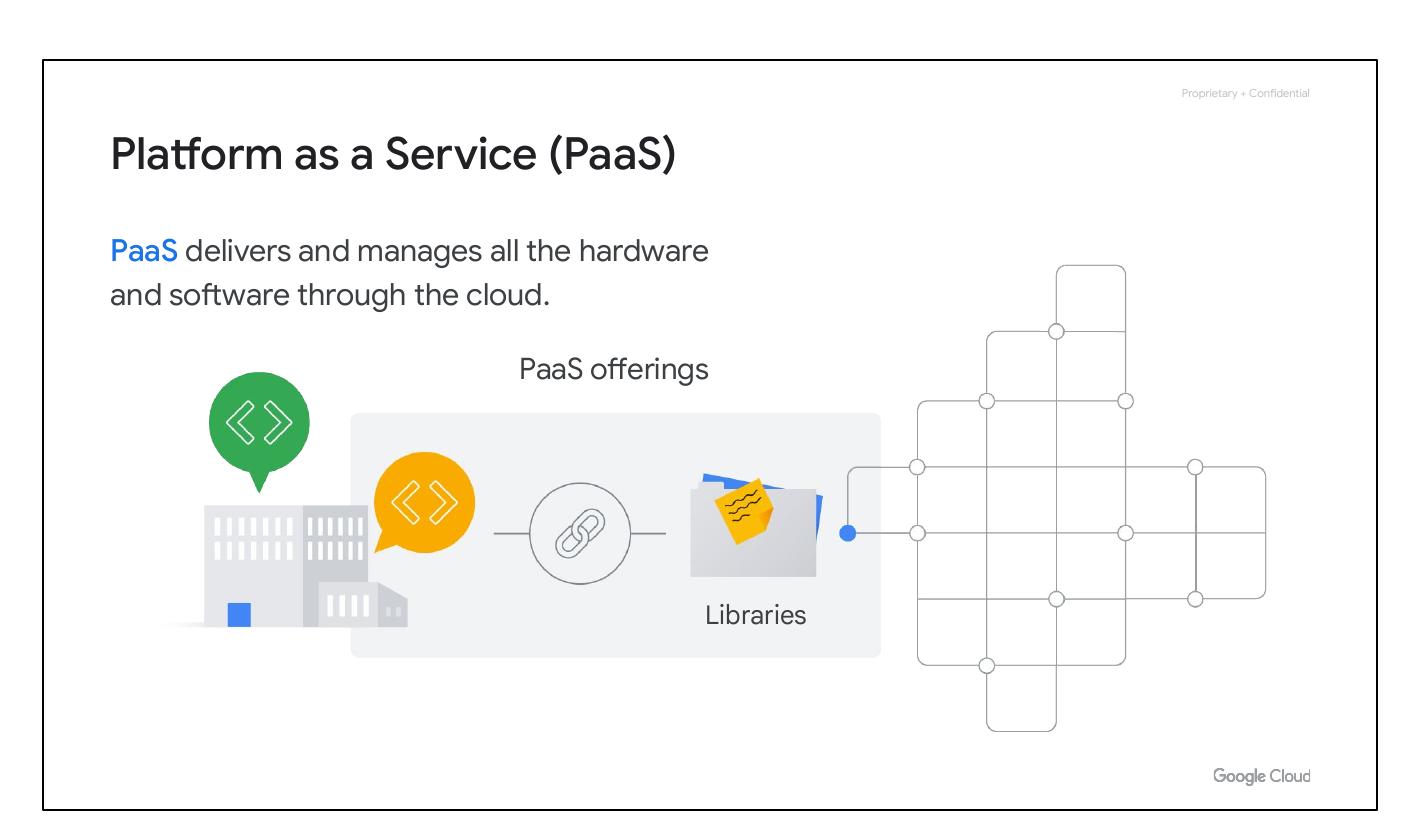 Proprietary + Confidential
Platform as a Service (PaaS)
PaaS delivers and manages all the hardware
and software through the cloud.
PaaS offerings
Libraries
Google Cloud